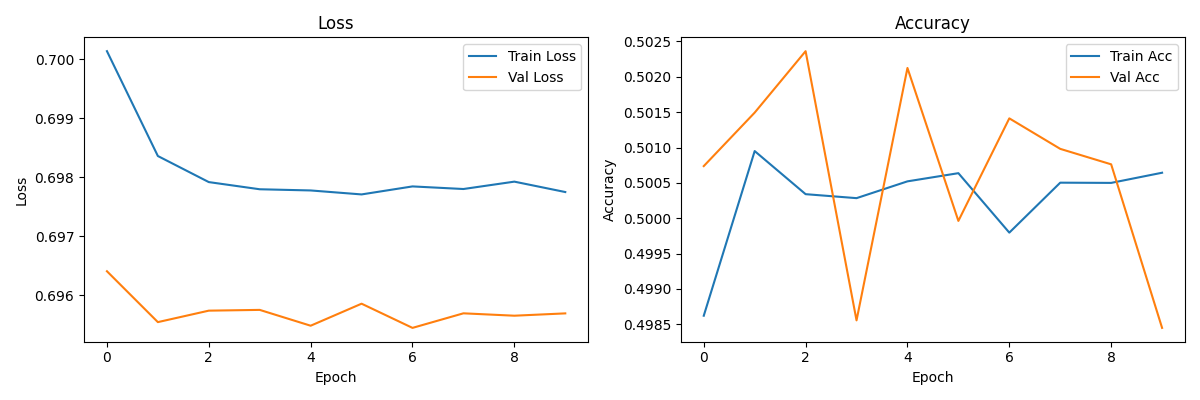 Loss
Train Loss
Val Loss
0.700
0.699
0.698
0.697
0.696
Loss
0 2 4 6 8
Epoch
Accuracy
Train Acc
Val Acc
0.5025
0.5020
0.5015
0.5010
0.5005
0.5000
0.4995
0.4990
0.4985
Accuracy
0 2 4 6 8
Epoch